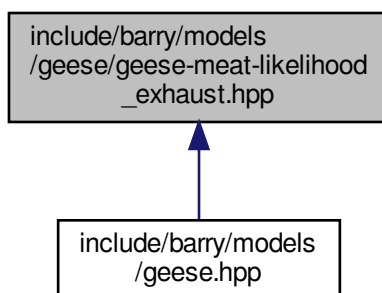 include/barry/models
/geese/geese-meat-likelihood
_exhaust.hpp
include/barry/models
/geese.hpp